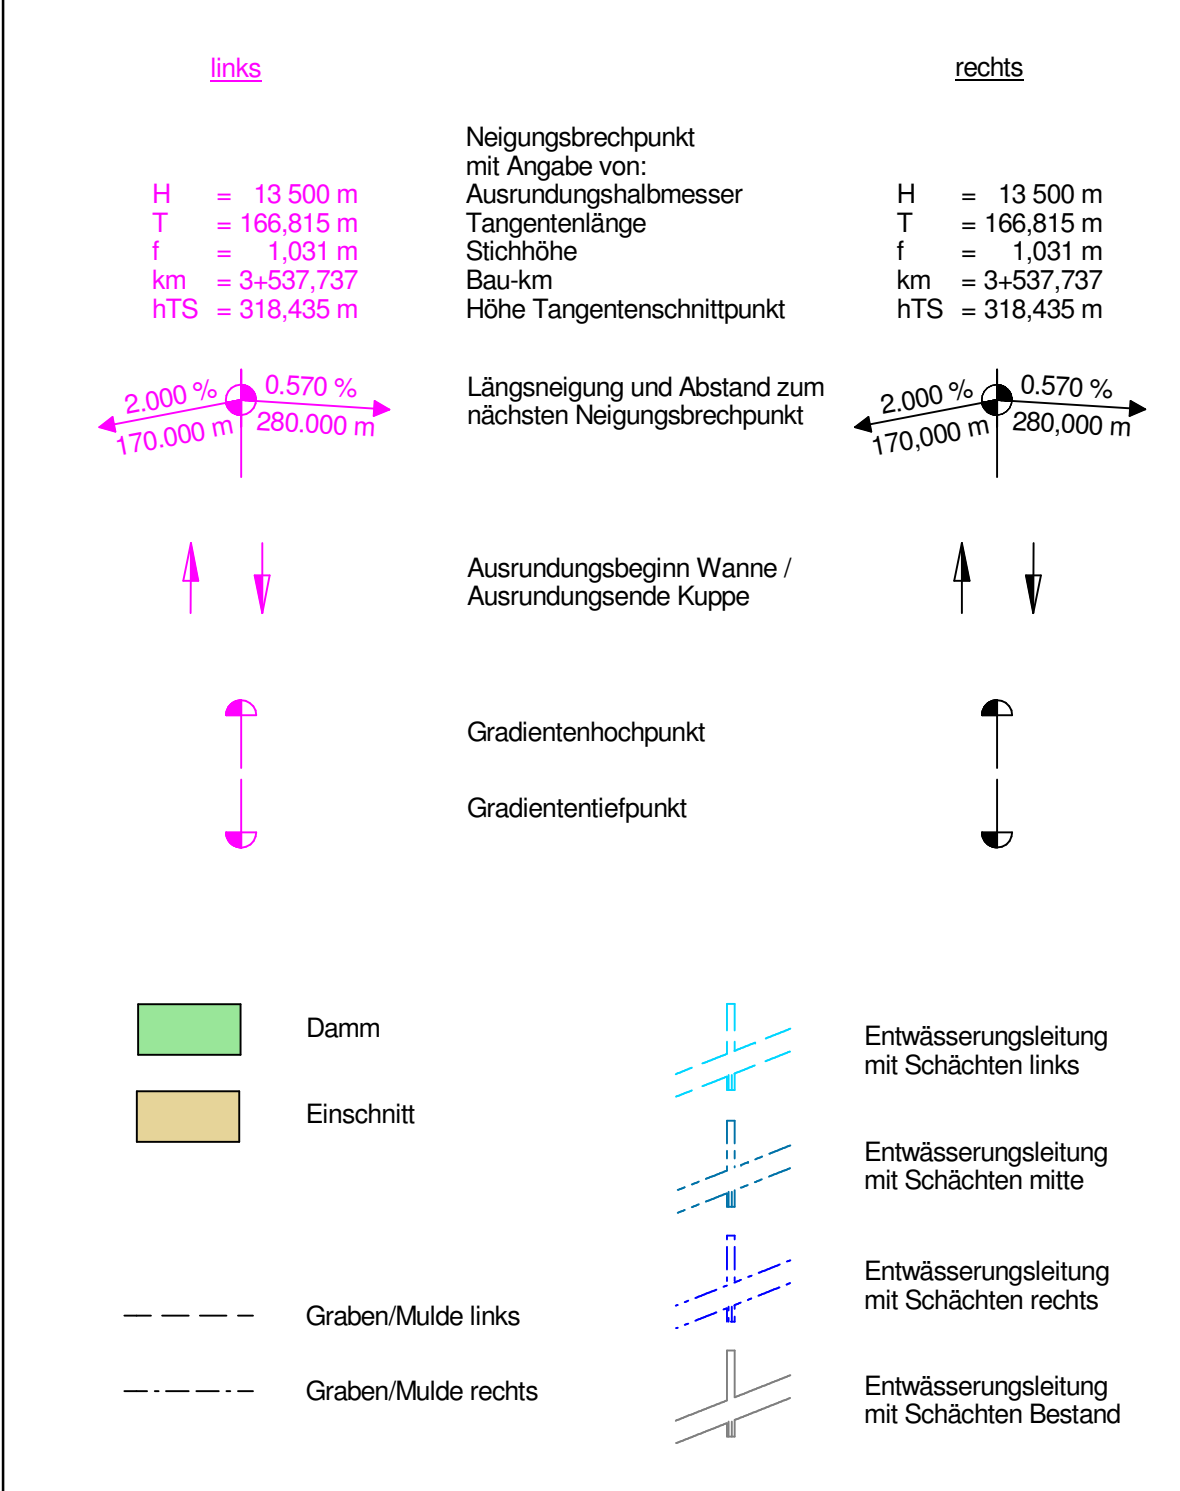 links
rechts
Neigungsbrechpunkt
mit Angabe von:
H = 13 500 m
Ausrundungshalbmesser
H = 13 500 m
T = 166,815 m
Tangentenlänge
T = 166,815 m
f = 1,031 m
Stichhöhe
f = 1,031 m
km = 3+537,737
Bau-km
km = 3+537,737
hTS = 318,435 m
Höhe Tangentenschnittpunkt
hTS = 318,435 m
2.000 %
0.570 %
170.000 m
280.000 m
Längsneigung und Abstand zum
nächsten Neigungsbrechpunkt
2.000 %
0.570 %
170,000 m
280,000 m
Ausrundungsbeginn Wanne /
Ausrundungsende Kuppe
Gradientenhochpunkt
Gradiententiefpunkt
Damm
Einschnitt
Graben/Mulde links
Graben/Mulde rechts
Entwässerungsleitung
mit Schächten links
Entwässerungsleitung
mit Schächten mitte
Entwässerungsleitung
mit Schächten rechts
Entwässerungsleitung
mit Schächten Bestand